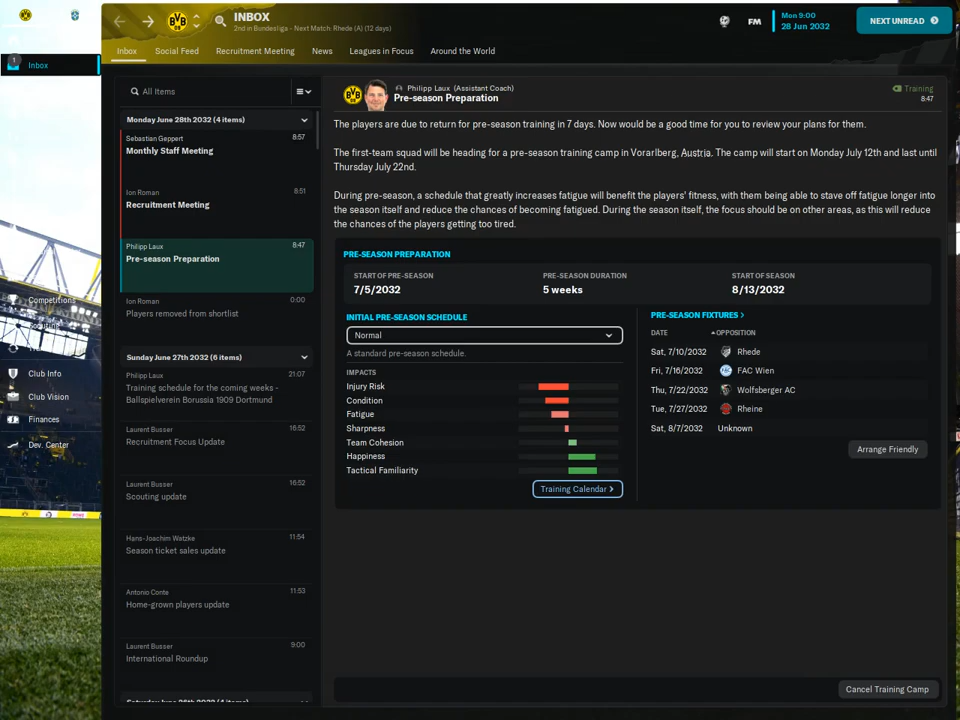 INBOX
2nd in Bundesliga - Next Match: Rhede (A) (12 days)
FM
Mon 9:00
28 Jun 2032
NEXT UNREAD
Inbox
Social Feed
Recruitment Meeting
News
Leagues in Focus
Around the World
1
Inbox
Competitions
Club Info
Club Vision
Finances
Dev. Center
All Items
Monday June 28th 2032 (4 items)
Sebastian Geppert 8:57
Monthly Staff Meeting
Ion Roman 8:51
Recruitment Meeting
Philipp Laux 8:47
Pre-season Preparation
Ion Roman 0:00
Players removed from shortlist
Sunday June 27th 2032 (6 items)
Philipp Laux 21:07
Training schedule for the coming weeks -
Ballspielverein Borussia 1909 Dortmund
Laurent Busser 16:52
Recruitment Focus Update
Laurent Busser 16:52
Scouting update
Hans-Joachim Watzke 11:54
Season ticket sales update
Antonio Conte 11:53
Home-grown players update
Laurent Busser 9:00
International Roundup
Saturday June 26th 2032 (4 items)
Philipp Laux (Assistant Coach)
Pre-season Preparation
Training
8:47
The players are due to return for pre-season training in 7 days. Now would be a good time for you to review your plans for them.
The first-team squad will be heading for a pre-season training camp in Vorarlberg, Austria. The camp will start on Monday July 12th and last until
Thursday July 22nd.
During pre-season, a schedule that greatly increases fatigue will benefit the players' fitness, with them being able to stave off fatigue longer into
the season itself and reduce the chances of becoming fatigued. During the season itself, the focus should be on other areas, as this will reduce
the chances of the players getting too tired.
PRE-SEASON PREPARATION
START OF PRE-SEASON
7/5/2032
PRE-SEASON DURATION
5 weeks
START OF SEASON
8/13/2032
INITIAL PRE-SEASON SCHEDULE
Normal
A standard pre-season schedule.
IMPACTS
Injury Risk
Condition
Fatigue
Sharpness
Team Cohesion
Happiness
Tactical Familiarity
Training Calendar
PRE-SEASON FIXTURES
DATE OPPOSITION
Sat, 7/10/2032 Rhede
Fri, 7/16/2032 FAC Wien
Thu, 7/22/2032 Wolfsberger AC
Tue, 7/27/2032 Rheine
Sat, 8/7/2032 Unknown
Arrange Friendly
Cancel Training Camp